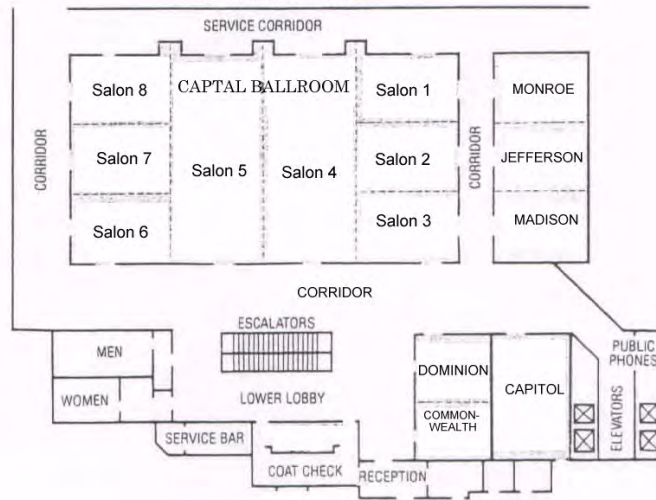 SERVICE CORRIDOR
Salon 8
CAPTAL BALLROOM
Salon 1
MONROE
CORRIDOR
Salon 7
Salon 5
Salon 4
Salon 2
CORRIDOR
JEFFERSON
Salon 6
Salon 3
MADISON
CORRIDOR
ESCALATORS
MEN
PUBLIC
PHONES
DOMINION
CAPITOL
WOMEN
LOWER LOBBY
COMMON-
WEALTH
ELEVATORS
SERVICE BAR
COAT CHECK
RECEPTION